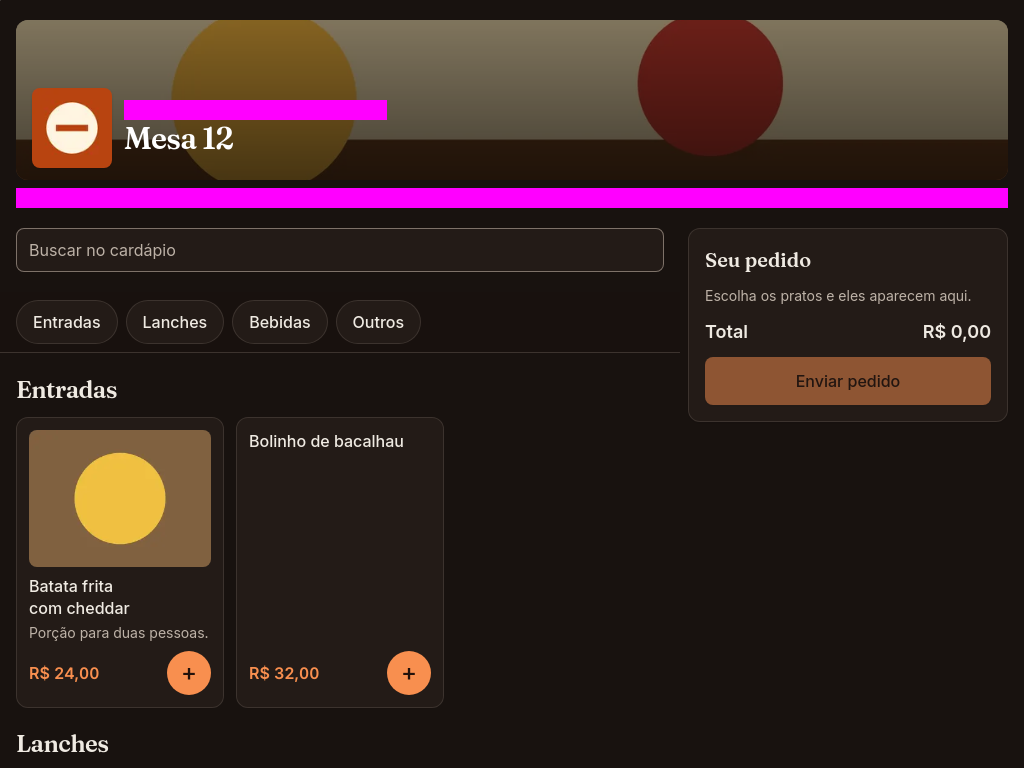 Mesa 12
Buscar no cardápio
Entradas
Lanches
Bebidas
Outros
Seu pedido
Escolha os pratos e eles aparecem aqui.
Total
R$ 0,00
Enviar pedido
Entradas
Batata frita
com cheddar
Porção para duas pessoas.
R$ 24,00
+
Bolinho de bacalhau
R$ 32,00
+
Lanches